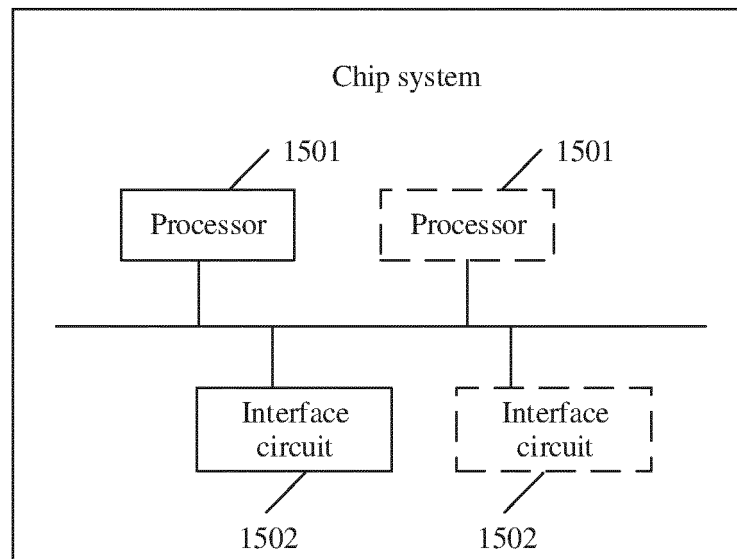 Chip system
1501
1501
Processor
Processor
Interface
circuit
Interface
circuit
1502
1502